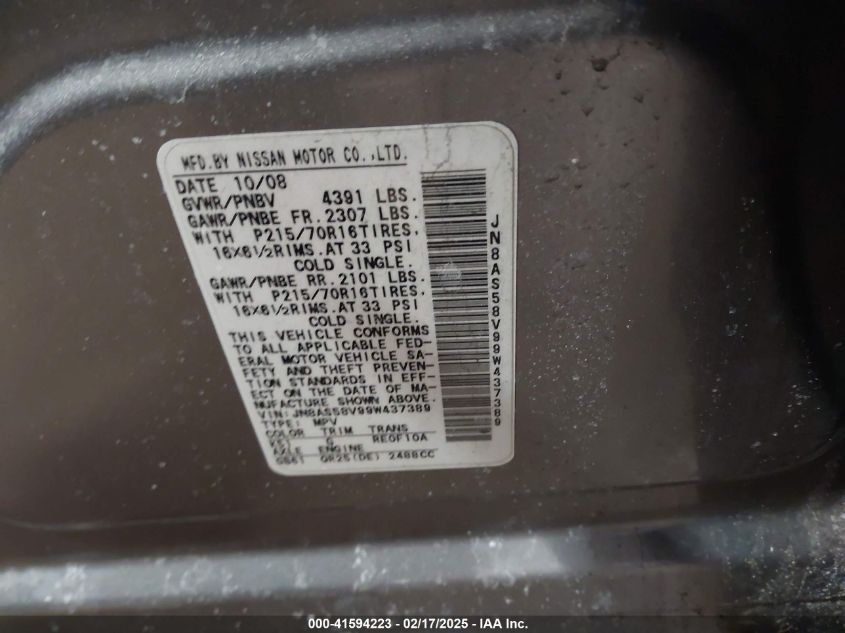 MFD.BY NISSAN MOTOR CO.,LTD.
DATE 10/08
GVWR/PNBV 4391 LBS.
GAWR/PNBE FR. 2307 LBS.
WITH P215/70R16TIRES,
16X6½RIMS.AT 33 PSI
COLD SINGLE.
GAWR/PNBE RR. 2101 LBS.
WITH P215/70R16TIRES,
16X6½RIMS.AT 33 PSI
COLD SINGLE.
THIS VEHICLE CONFORMS
TO ALL APPLICABLE FED-
ERAL MOTOR VEHICLE SA-
FETY AND THEFT PREVEN-
TION STANDARDS IN EFF-
ECT ON THE DATE OF MA-
NUFACTURE SHOWN ABOVE.
VIN: JN8AS58V99W437389
TYPE: MPV
COLOR TRIM TRANS
G RE0F10A
AXLE ENGINE
QR25(DE) 2488CC
JN8AS58V99W437389
000-41594223 — 02/17/2025 — IAA Inc.